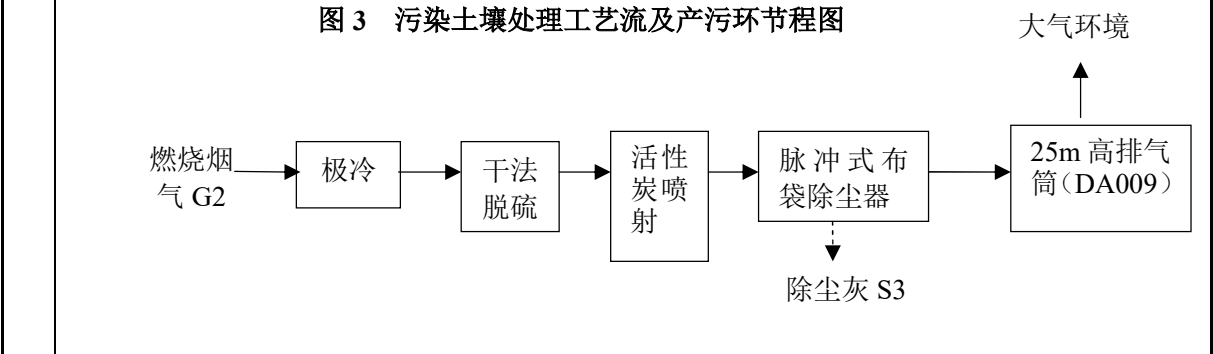 图 3 污染土壤处理工艺流及产污环节程图
大气环境
燃烧烟
气 G2
极冷
干法
脱硫
活性
炭喷
射
脉冲式布
袋除尘器
25m 高排气
筒（DA009）
除尘灰 S3